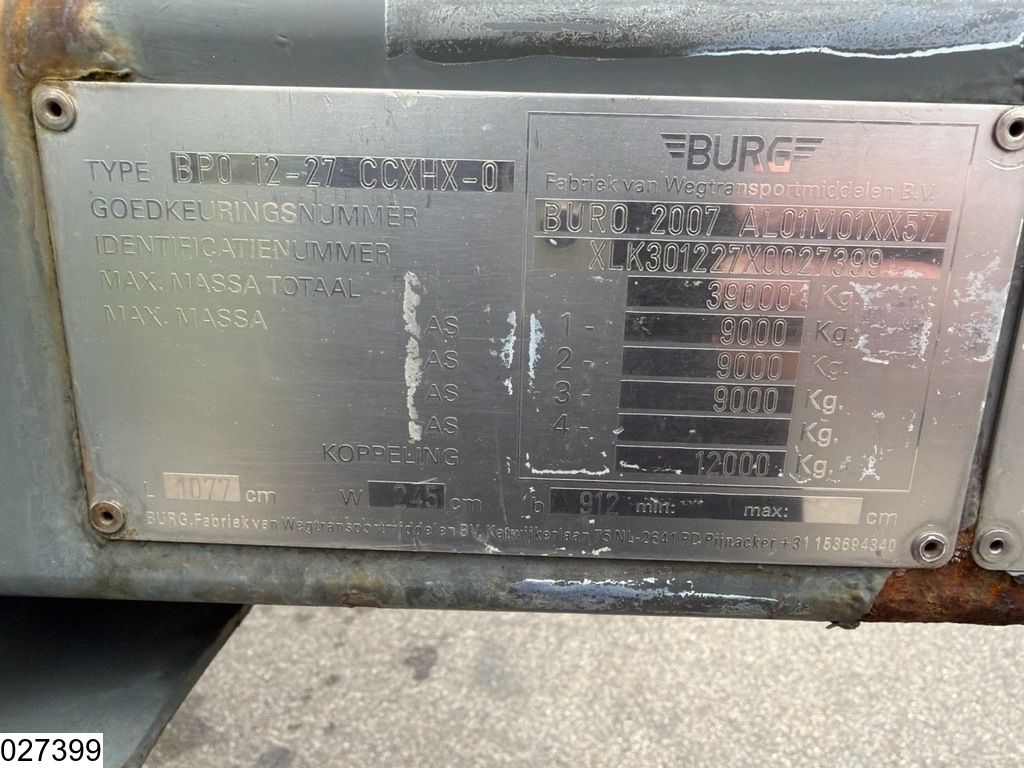 BURG
Fabriek van Wegtransportmiddelen B.V.
TYPE BPO 12-27 CCXHX-0
GOEDKEURINGSNUMMER BURO 2007 AL01M01XX57
IDENTIFICATIENUMMER XLK301227X0027399
MAX. MASSA TOTAAL 39000 Kg.
MAX. MASSA AS 1- 9000 Kg.
AS 2- 9000 Kg.
AS 3- 9000 Kg.
AS 4- Kg.
KOPPELING 12000 Kg.
L 1077 cm W 245 cm b 912 min: max: cm
BURG.Fabriek van Wegtransportmiddelen BV. Katwijkerlaan 75 NL-2641 PD Pijnacker +31 153694340
027399